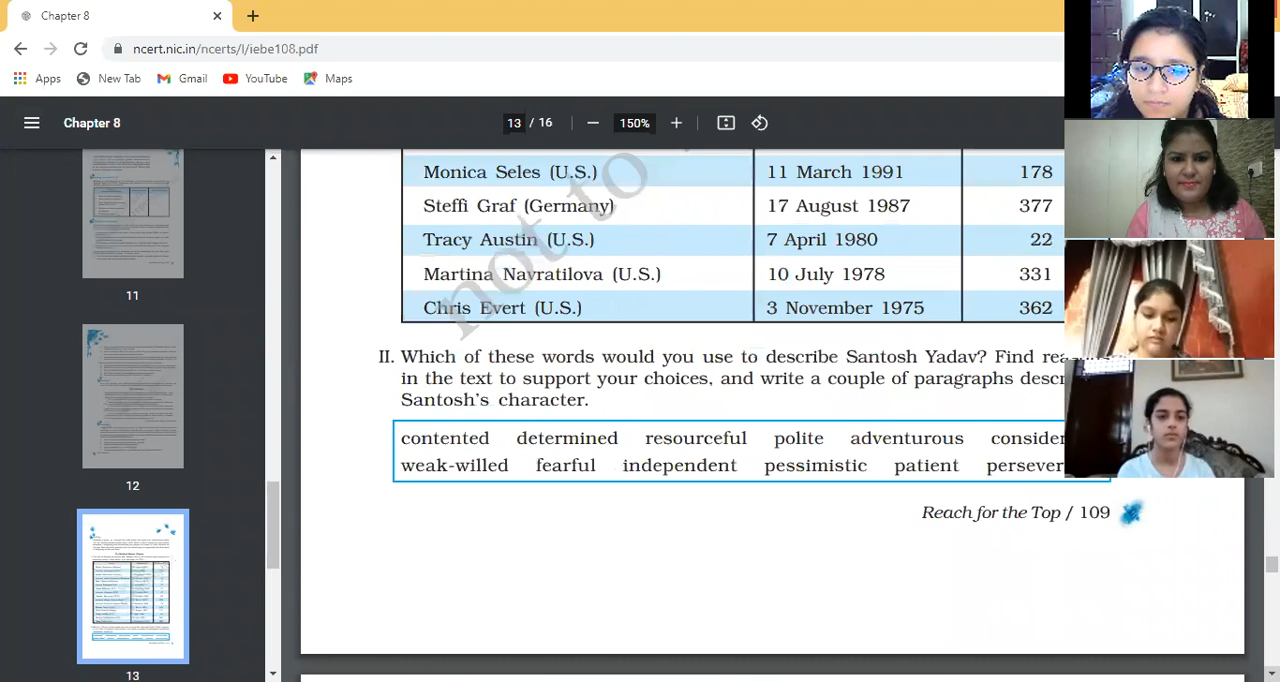 Chapter 8
ncert.nic.in/ncerts/l/iebe108.pdf
Apps New Tab Gmail YouTube Maps
Chapter 8
13 / 16
150%
11
12
13
not to
Monica Seles (U.S.) 11 March 1991 178
Steffi Graf (Germany) 17 August 1987 377
Tracy Austin (U.S.) 7 April 1980 22
Martina Navratilova (U.S.) 10 July 1978 331
Chris Evert (U.S.) 3 November 1975 362
II. Which of these words would you use to describe Santosh Yadav? Find
in the text to support your choices, and write a couple of paragraphs
Santosh's character.
contented determined resourceful polite adventurous
weak-willed fearful independent pessimistic patient
Reach for the Top / 109